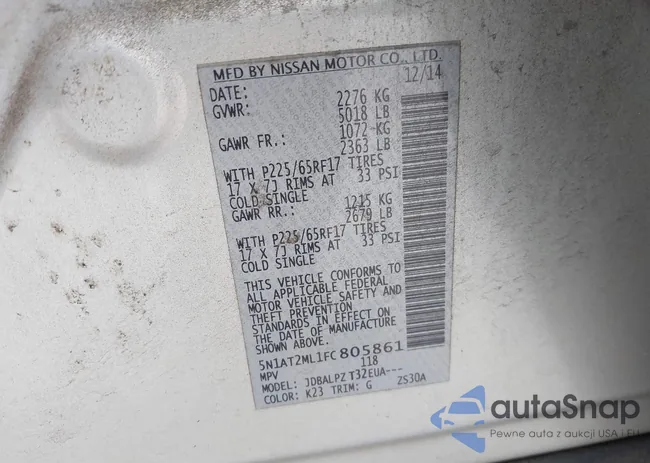 MFD BY NISSAN MOTOR CO., LTD.
DATE: 12/14
GVWR: 2276 KG
5018 LB
GAWR FR.: 1072 KG
2363 LB
WITH P225/65RF17 TIRES
17 X 7J RIMS AT 33 PSI
COLD SINGLE
GAWR RR.: 1215 KG
2679 LB
WITH P225/65RF17 TIRES
17 X 7J RIMS AT 33 PSI
COLD SINGLE
THIS VEHICLE CONFORMS TO
ALL APPLICABLE FEDERAL
MOTOR VEHICLE SAFETY AND
THEFT PREVENTION
STANDARDS IN EFFECT ON
THE DATE OF MANUFACTURE
5N1AT2ML1FC805861
MPV 118
MODEL: JDBALPZ T32EUA---
COLOR: K23 TRIM: G ZS30A
autaSnap
Pewne auta z aukcji USA i EU